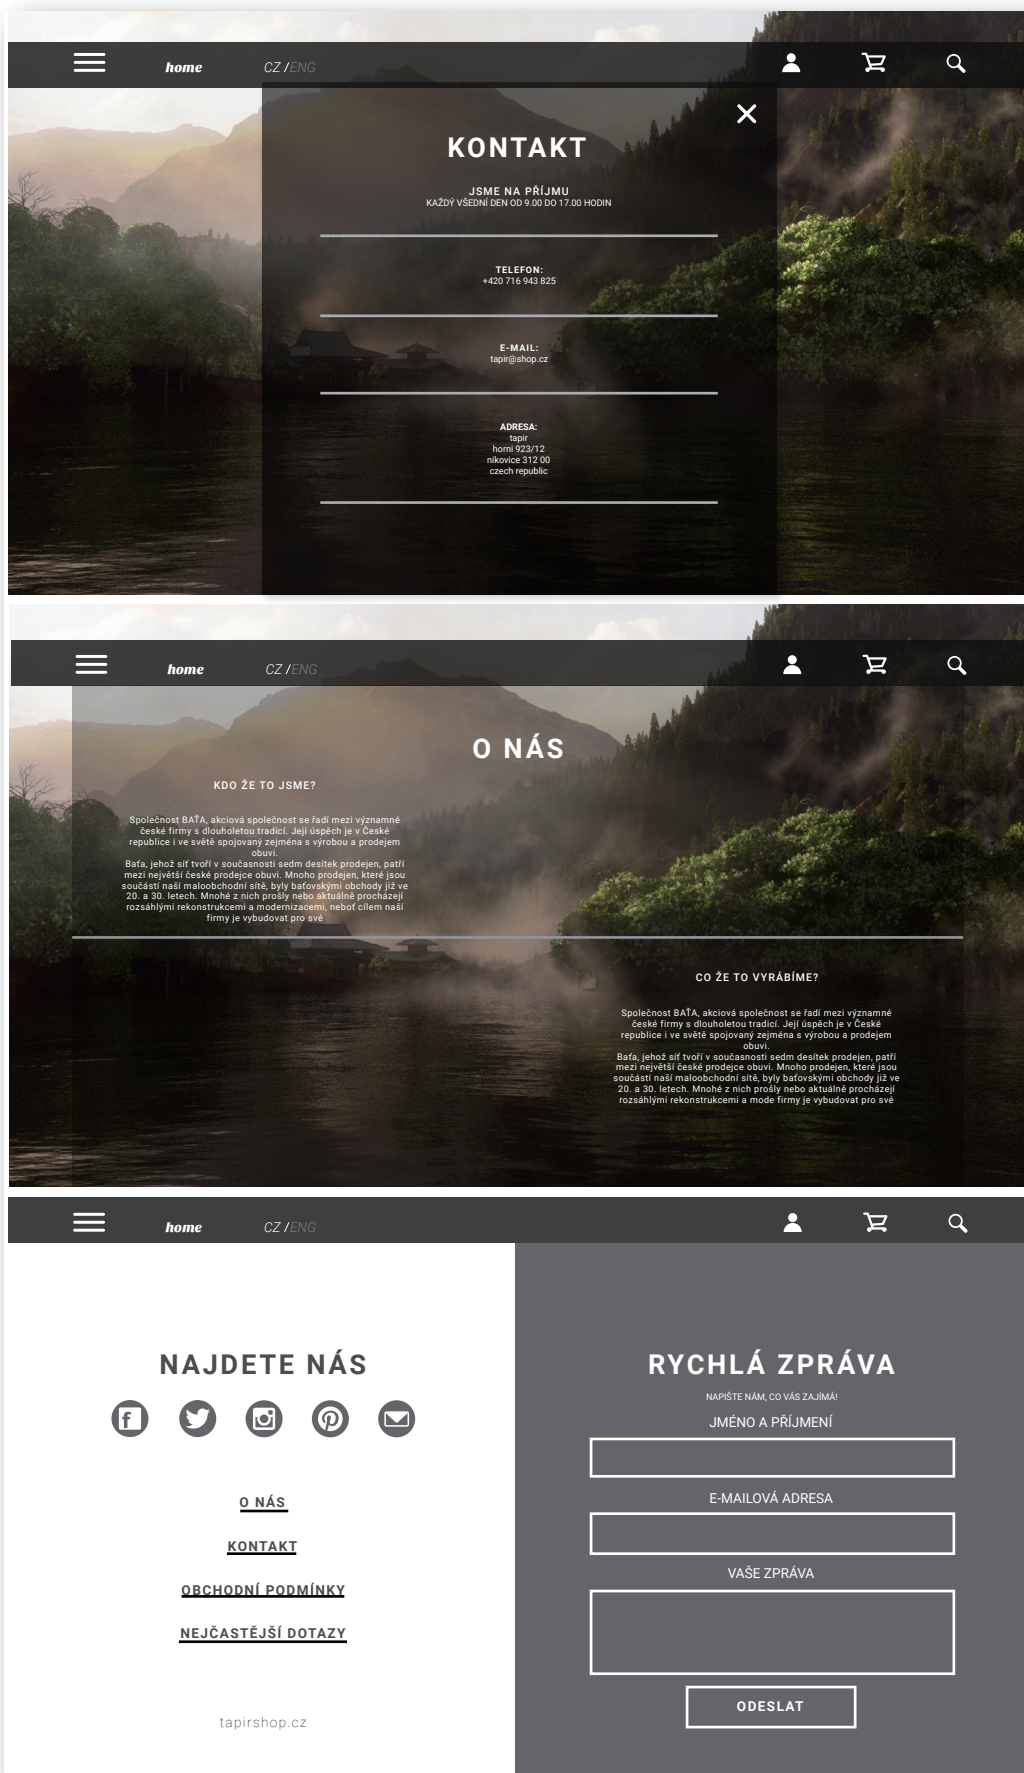 home
CZ /ENG
KONTAKT
JSME NA PŘÍJMU
KAŽDÝ VŠEDNÍ DEN OD 9.00 DO 17.00 HODIN
TELEFON:
+420 716 943 825
E-MAIL:
tapir@shop.cz
ADRESA:
tapir
horni 923/12
níkovice 312 00
czech republic
home
CZ /ENG
O NÁS
KDO ŽE TO JSME?
Společnost BAŤA, akciová společnost se řadí mezi významné
české firmy s dlouholetou tradicí. Její úspěch je v České
republice i ve světě spojovaný zejména s výrobou a prodejem
obuvi.
Baťa, jehož síť tvoří v současnosti sedm desítek prodejen, patří
mezi největší české prodejce obuvi. Mnoho prodejen, které jsou
součástí naší maloobchodní sítě, byly baťovskými obchody již ve
20. a 30. letech. Mnohé z nich prošly nebo aktuálně procházejí
rozsáhlými rekonstrukcemi a modernizacemi, neboť cílem naší
firmy je vybudovat pro své
CO ŽE TO VYRÁBÍME?
Společnost BAŤA, akciová společnost se řadí mezi významné
české firmy s dlouholetou tradicí. Její úspěch je v České
republice i ve světě spojovaný zejména s výrobou a prodejem
obuvi.
Baťa, jehož síť tvoří v současnosti sedm desítek prodejen, patří
mezi největší české prodejce obuvi. Mnoho prodejen, které jsou
součástí naší maloobchodní sítě, byly baťovskými obchody již ve
20. a 30. letech. Mnohé z nich prošly nebo aktuálně procházejí
rozsáhlými rekonstrukcemi a mode firmy je vybudovat pro své
home
CZ /ENG
NAJDETE NÁS
O NÁS
KONTAKT
OBCHODNÍ PODMÍNKY
NEJČASTĚJŠÍ DOTAZY
tapirshop.cz
RYCHLÁ ZPRÁVA
NAPIŠTE NÁM, CO VÁS ZAJÍMÁ!
JMÉNO A PŘÍJMENÍ
E-MAILOVÁ ADRESA
VAŠE ZPRÁVA
ODESLAT